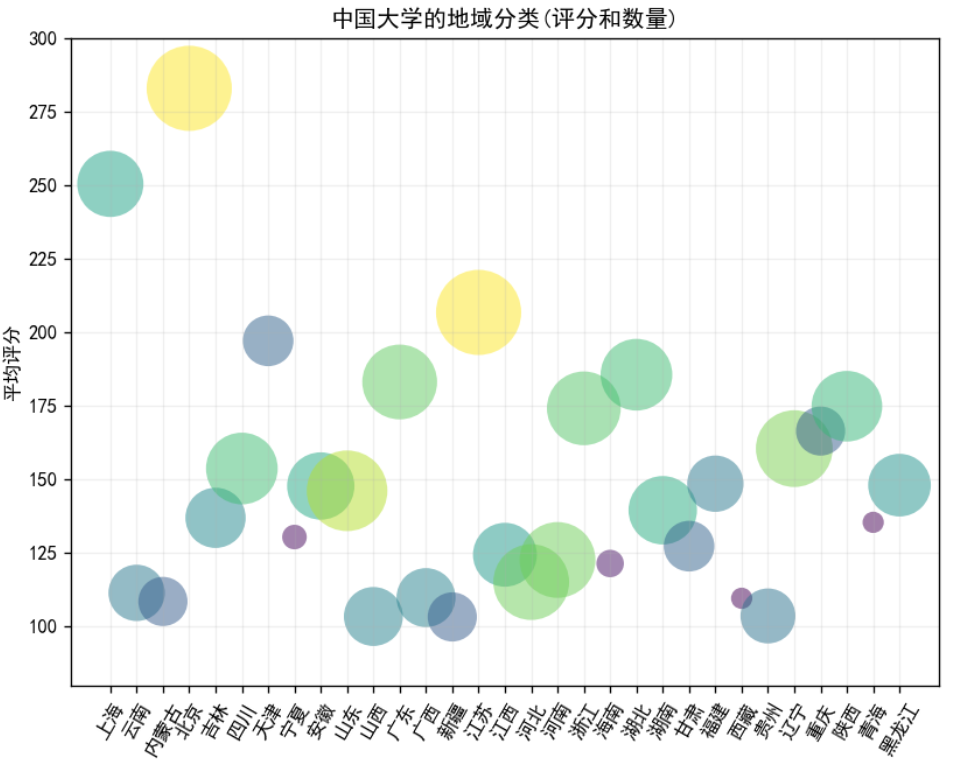 中国大学的地域分类(评分和数量)
300
275
250
225
200
175
150
125
100
平均评分
上海
云南
内蒙古
北京
吉林
四川
天津
宁夏
安徽
山东
山西
广东
广西
新疆
江苏
江西
河北
河南
浙江
海南
湖北
湖南
甘肃
福建
西藏
贵州
辽宁
重庆
陕西
青海
黑龙江